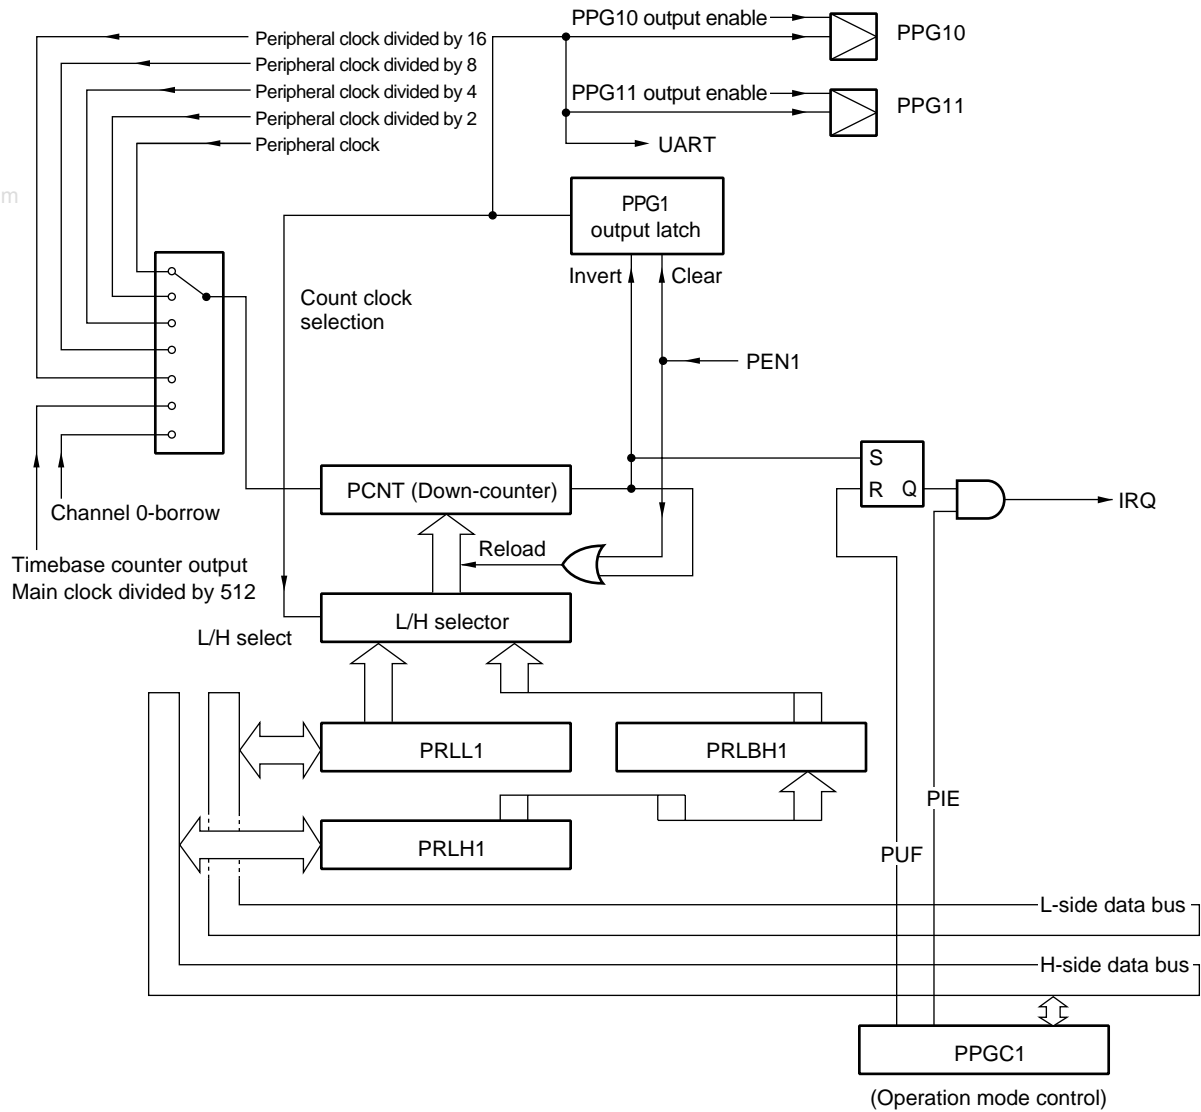 PPG10 output enable
PPG10
Peripheral clock divided by 16
Peripheral clock divided by 8
Peripheral clock divided by 4
Peripheral clock divided by 2
Peripheral clock
PPG11 output enable
PPG11
UART
m
PPG1
output latch
Invert
Clear
Count clock
selection
PEN1
PCNT (Down-counter)
S
R Q
IRQ
Channel 0-borrow
Timebase counter output
Main clock divided by 512
Reload
L/H selector
L/H select
PRLL1
PRLBH1
PIE
PRLH1
PUF
L-side data bus
H-side data bus
PPGC1
(Operation mode control)